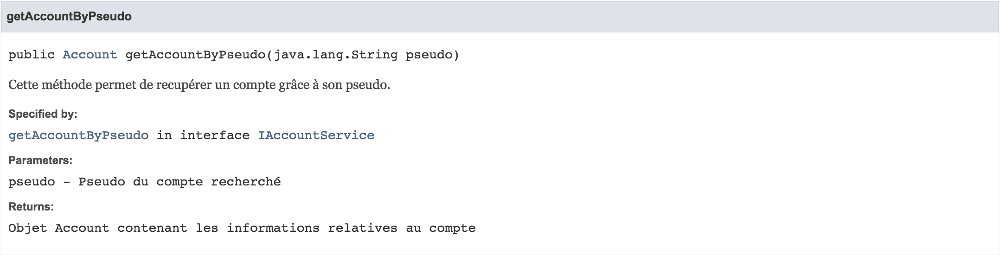 getAccountByPseudo
public Account getAccountByPseudo(java.lang.String pseudo)
Cette méthode permet de recupérer un compte grâce à son pseudo.
Specified by:
getAccountByPseudo in interface IAccountService
Parameters:
pseudo - Pseudo du compte recherché
Returns:
Objet Account contenant les informations relatives au compte